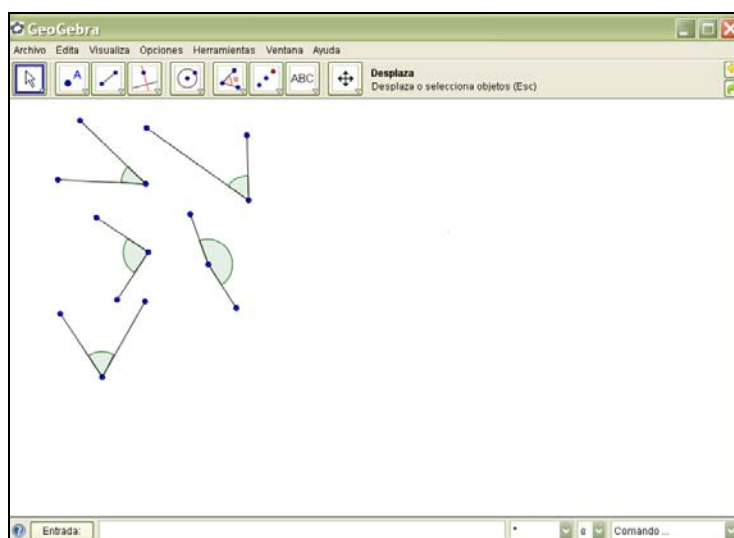 GeoGebra
Archivo Edita Visualiza Opciones Herramientas Ventana Ayuda
A
α
ABC
Desplaza
Desplaza o selecciona objetos (Esc)
Entrada:
°
α
Comando ...